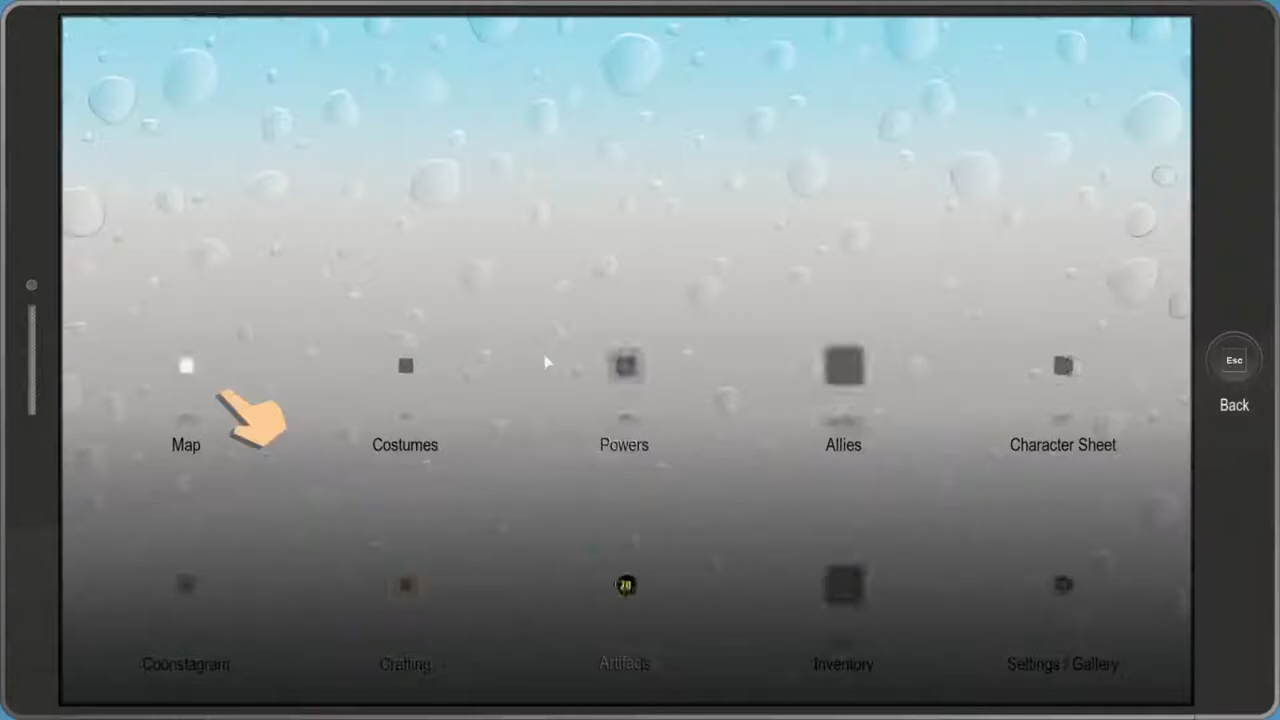 Esc
Back
Map Costumes Powers Allies Character Sheet
Coonstagram Crafting Artifacts Inventory Settings / Gallery